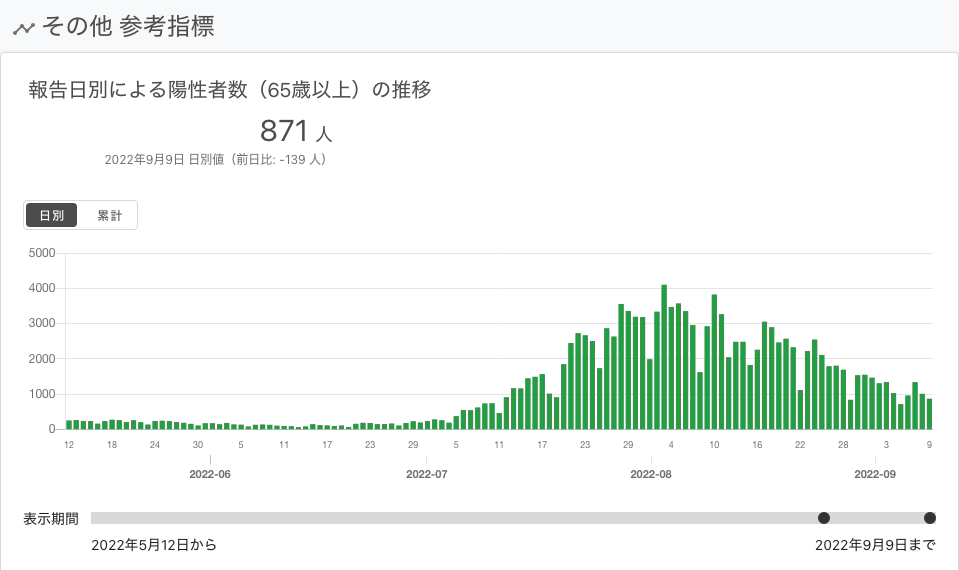 その他 参考指標
報告日別による陽性者数（65歳以上）の推移
871 人
2022年9月9日 日別値（前日比: -139 人）
日別 累計
5000
4000
3000
2000
1000
0
12 18 24 30 5 11 17 23 29 5 11 17 23 29 4 10 16 22 28 3 9
2022-06 2022-07 2022-08 2022-09
表示期間
2022年5月12日から 2022年9月9日まで